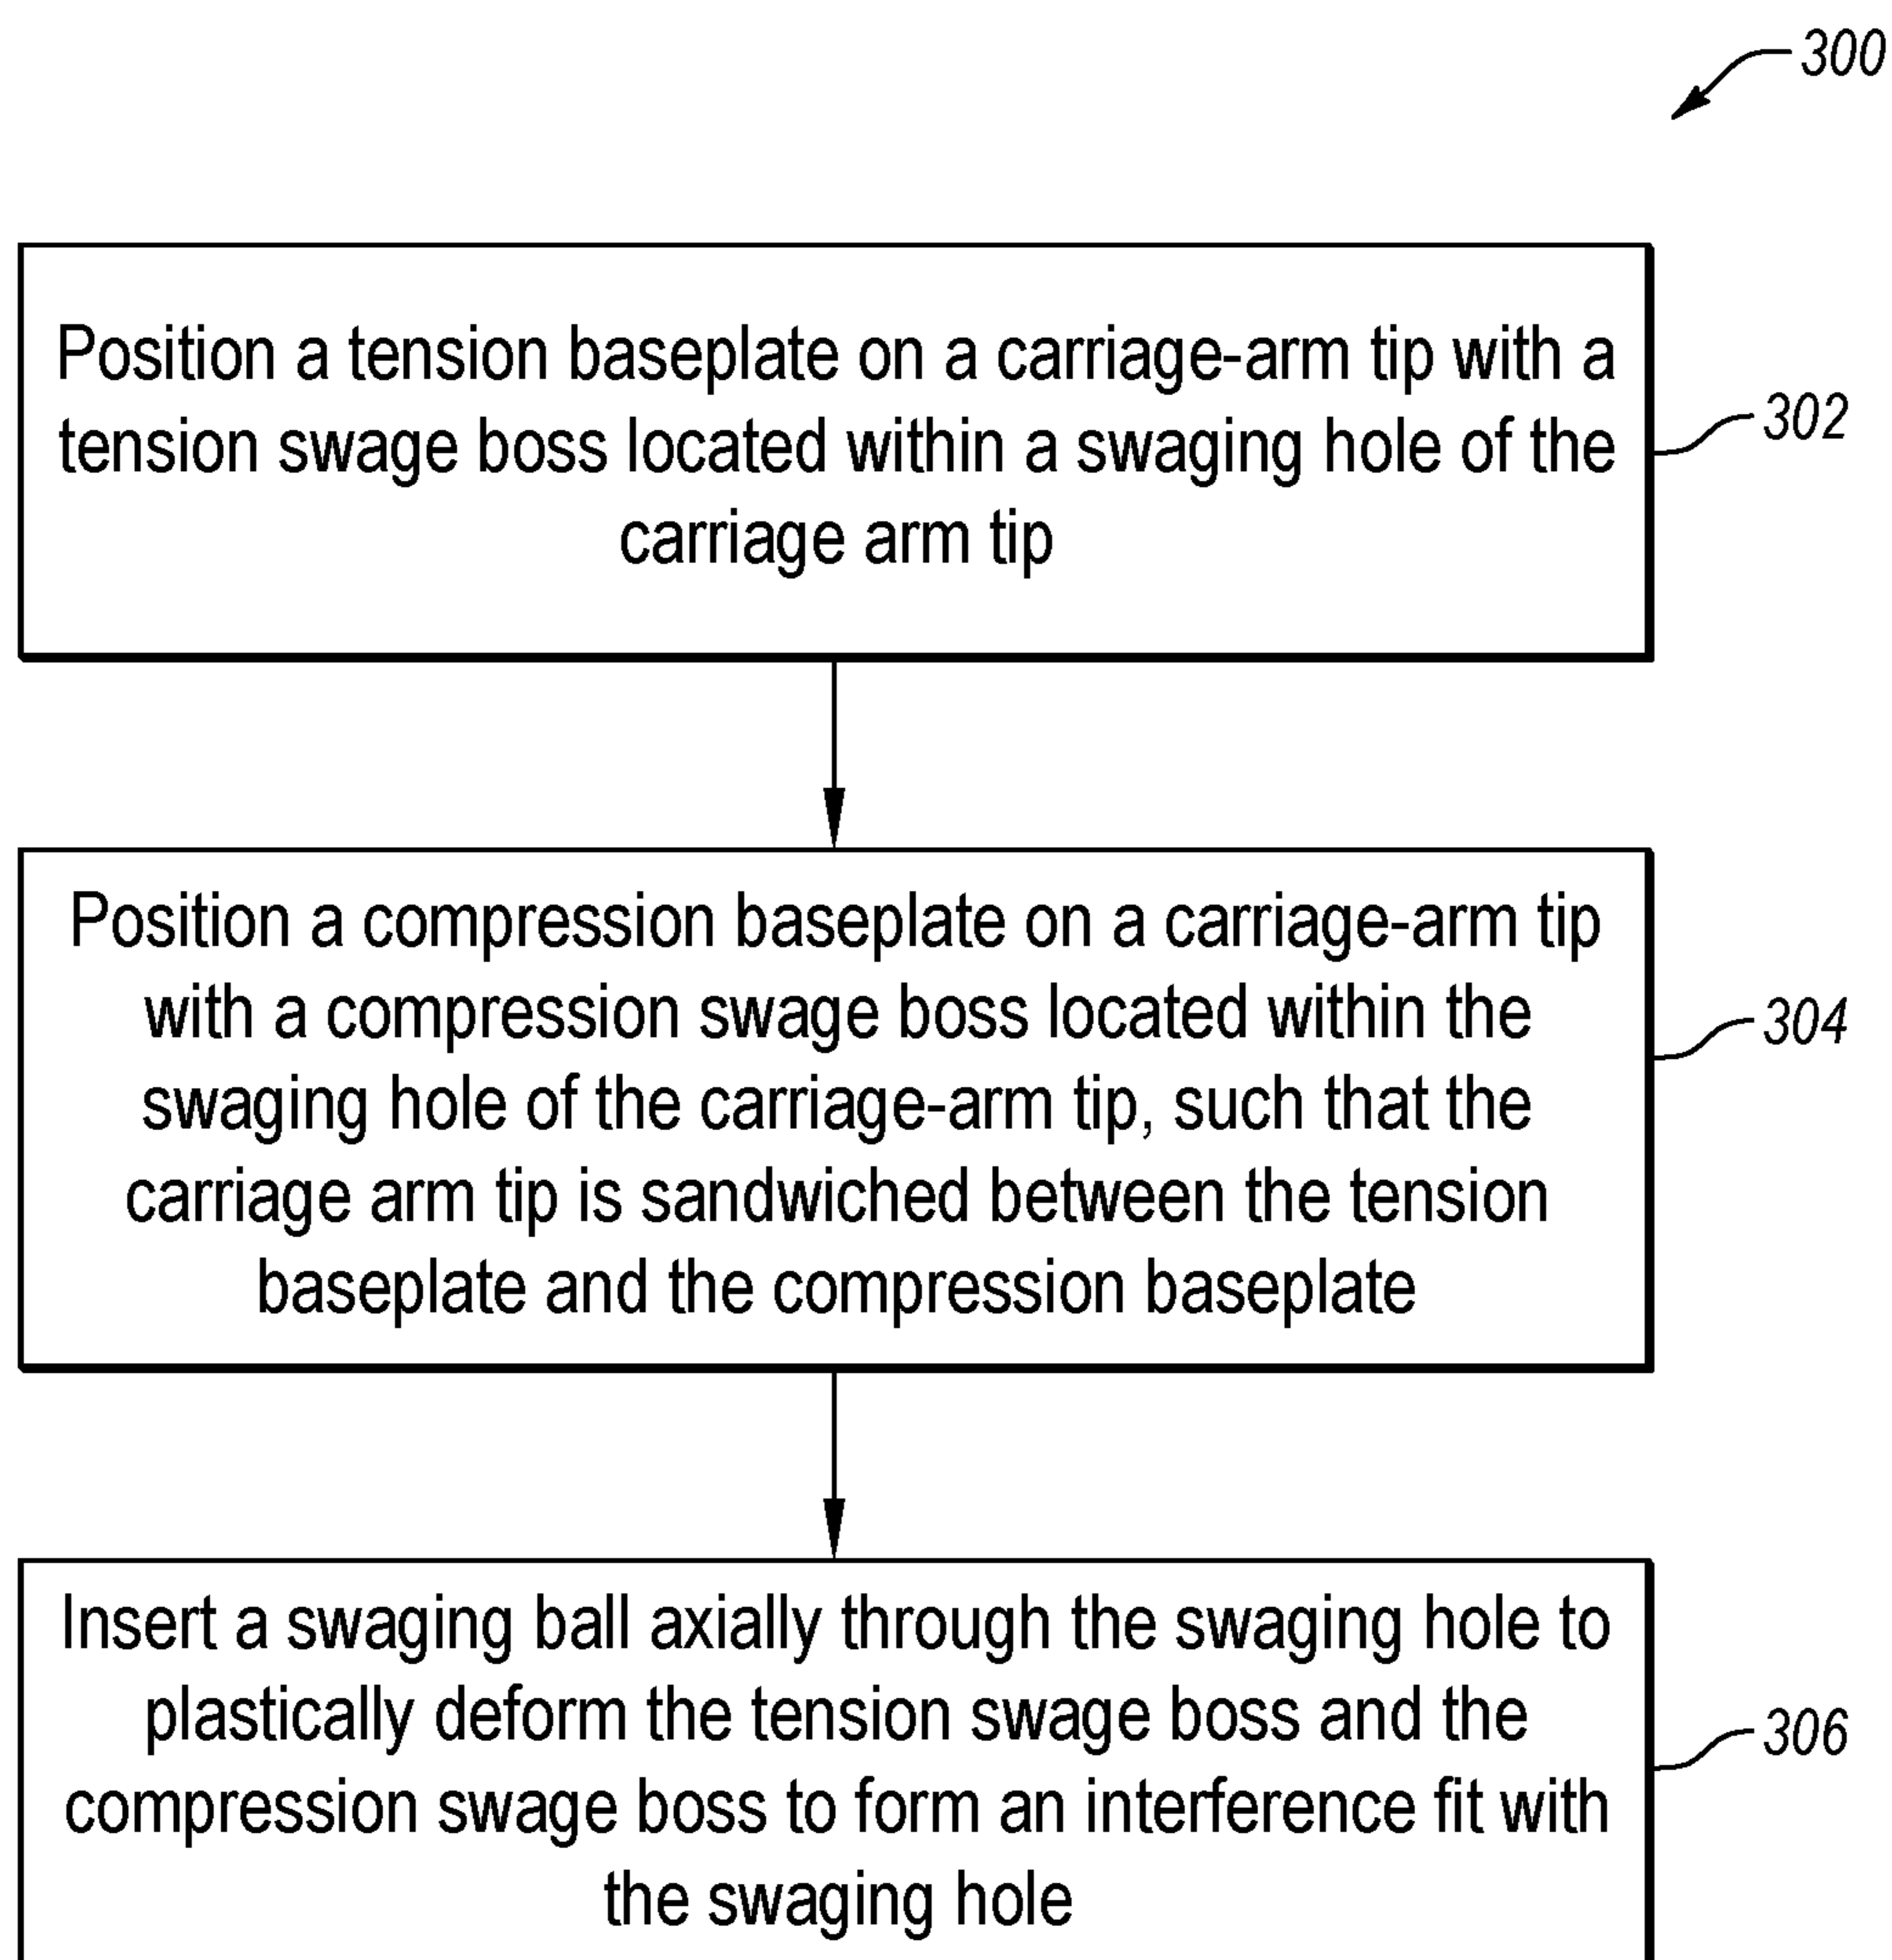 300
Position a tension baseplate on a carriage-arm tip with a
tension swage boss located within a swaging hole of the
carriage arm tip
302
Position a compression baseplate on a carriage-arm tip
with a compression swage boss located within the
swaging hole of the carriage-arm tip, such that the
carriage arm tip is sandwiched between the tension
baseplate and the compression baseplate
304
Insert a swaging ball axially through the swaging hole to
plastically deform the tension swage boss and the
compression swage boss to form an interference fit with
the swaging hole
306